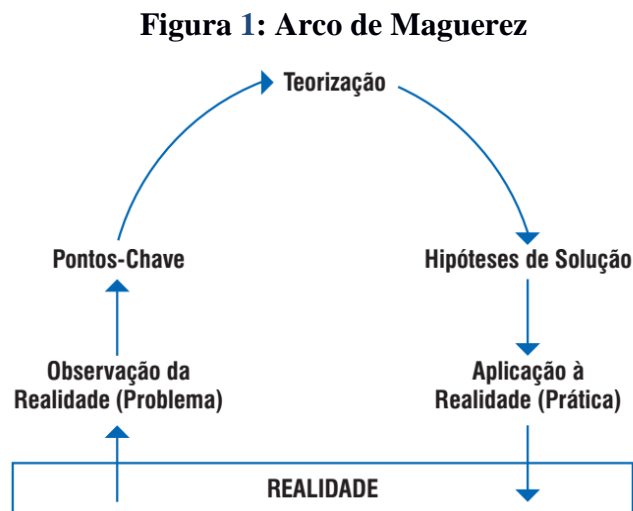 Figura 1: Arco de Maguerez
Teorização
Pontos-Chave
Hipóteses de Solução
Observação da
Realidade (Problema)
Aplicação à
Realidade (Prática)
REALIDADE